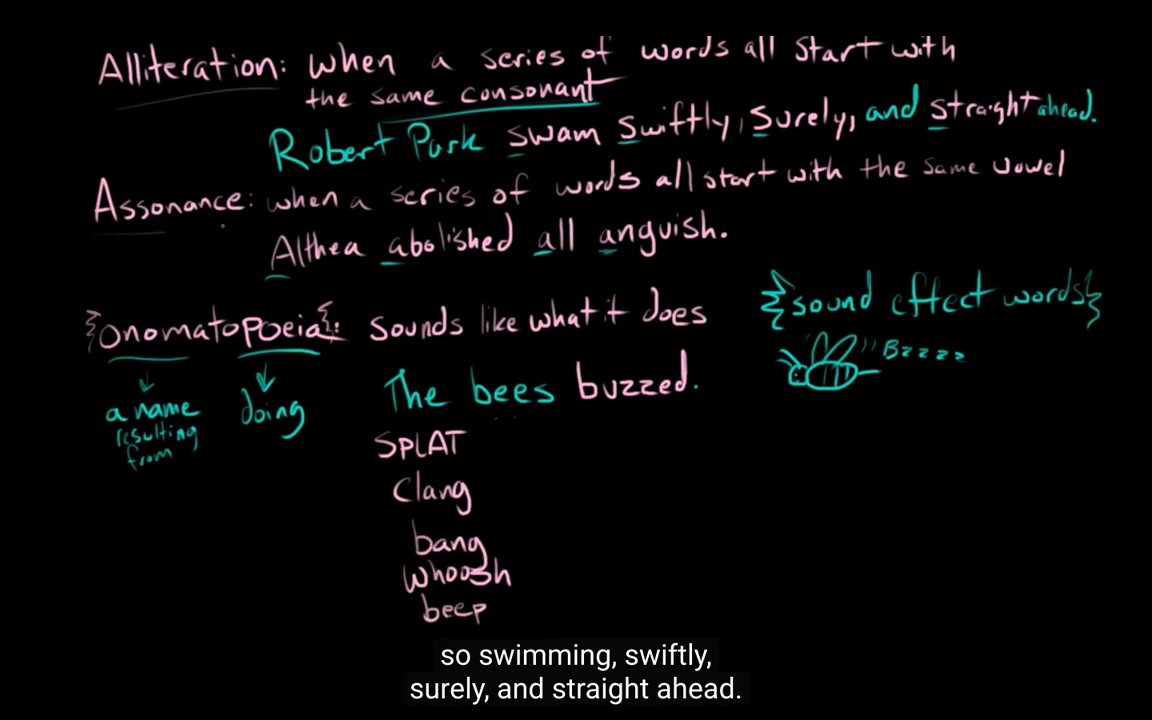 Alliteration: when a series of words all start with
the same consonant
Robert Park swam swiftly, surely, and straight ahead.
Assonance: when a series of words all start with the same vowel
Althea abolished all anguish.
onomatopoeia: sounds like what it does
sound effect words
Bzzzz
a name
resulting
from
doing
The bees buzzed.
SPLAT
Clang
bang
whoosh
beep
so swimming, swiftly,
surely, and straight ahead.